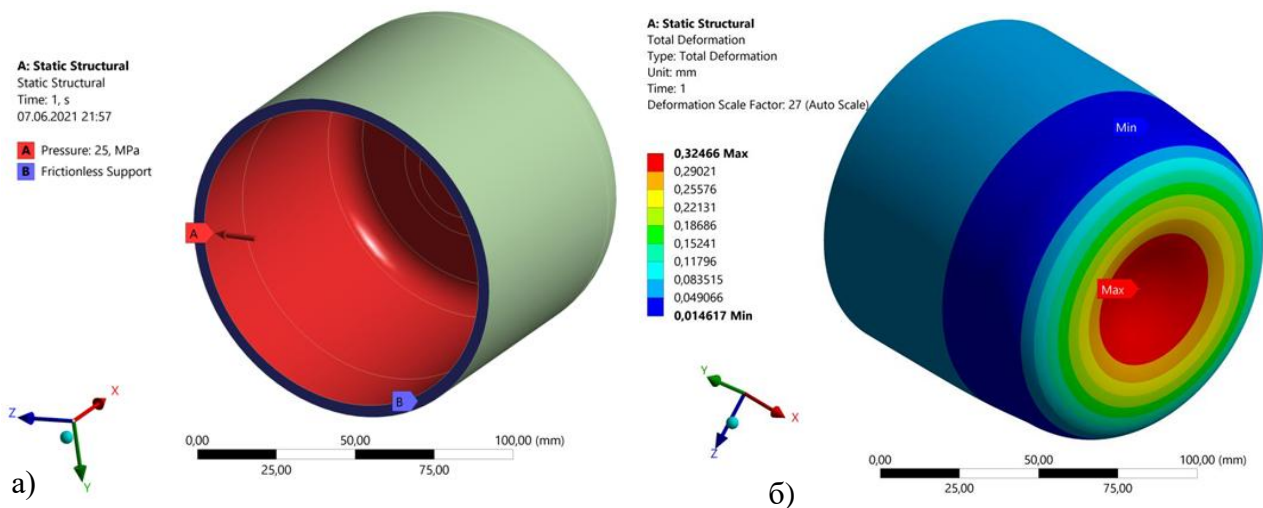 A: Static Structural
Static Structural
Time: 1, s
07.06.2021 21:57
A Pressure: 25, MPa
B Frictionless Support
A
B
X
Z
Y
0,00
50,00
100,00 (mm)
25,00
75,00
а)
A: Static Structural
Total Deformation
Type: Total Deformation
Unit: mm
Time: 1
Deformation Scale Factor: 27 (Auto Scale)
0,32466 Max
0,29021
0,25576
0,22131
0,18686
0,15241
0,11796
0,083515
0,049066
0,014617 Min
Min
Max
Y
X
Z
0,00
50,00
100,00 (mm)
25,00
75,00
б)